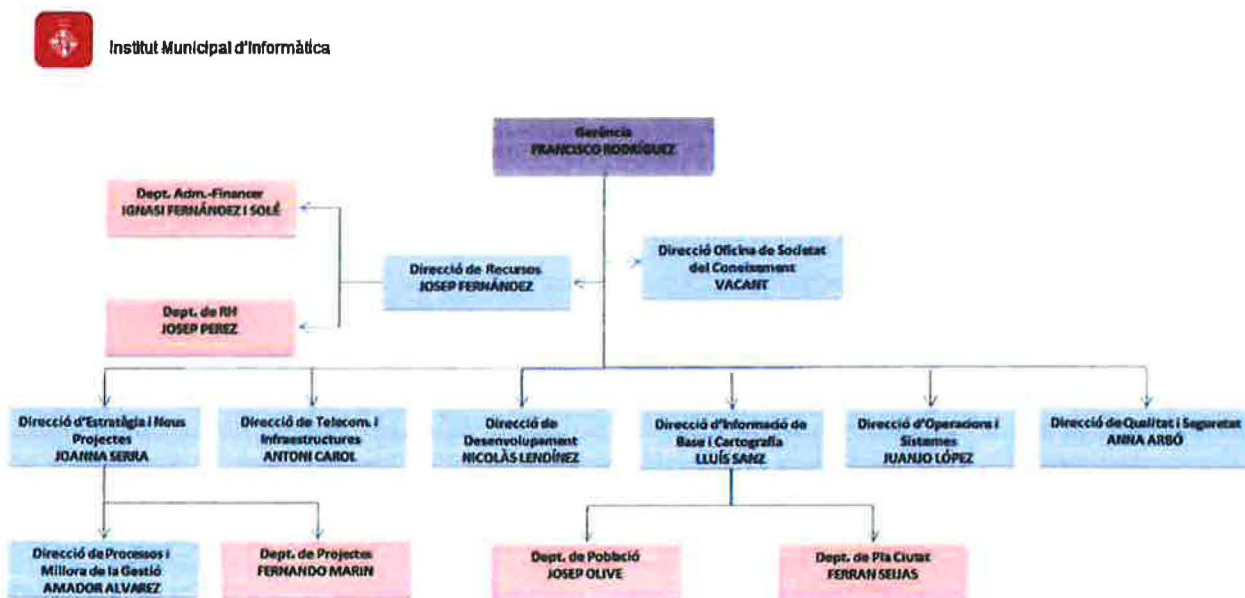 Institut Municipal d'Informàtica
Gerència
FRANCISCO RODRÍGUEZ
Dept. Adm.-Financer
IGNASI FERNÁNDEZ I SOLÉ
Direcció de Recursos
JOSEP FERNÁNDEZ
Direcció Oficina de Societat
del Coneixement
VACANT
Dept. de RH
JOSEP PEREZ
Direcció d'Estratègia i Nous
Projectes
JOANNA SERRA
Direcció de Telecom. i
Infraestructures
ANTONI CAROL
Direcció de
Desenvolupament
NICOLÀS LENDÍNEZ
Direcció d'Informació de
Base i Cartografia
LLUÍS SANZ
Direcció d'Operacions i
Sistemes
JUANJO LÓPEZ
Direcció de Qualitat i Seguretat
ANNA ARBÓ
Direcció de Processos i
Millora de la Gestió
AMADOR ALVAREZ
Dept. de Projectes
FERNANDO MARIN
Dept. de Població
JOSEP OLIVE
Dept. de Pla Ciutat
FERRAN SEIJAS